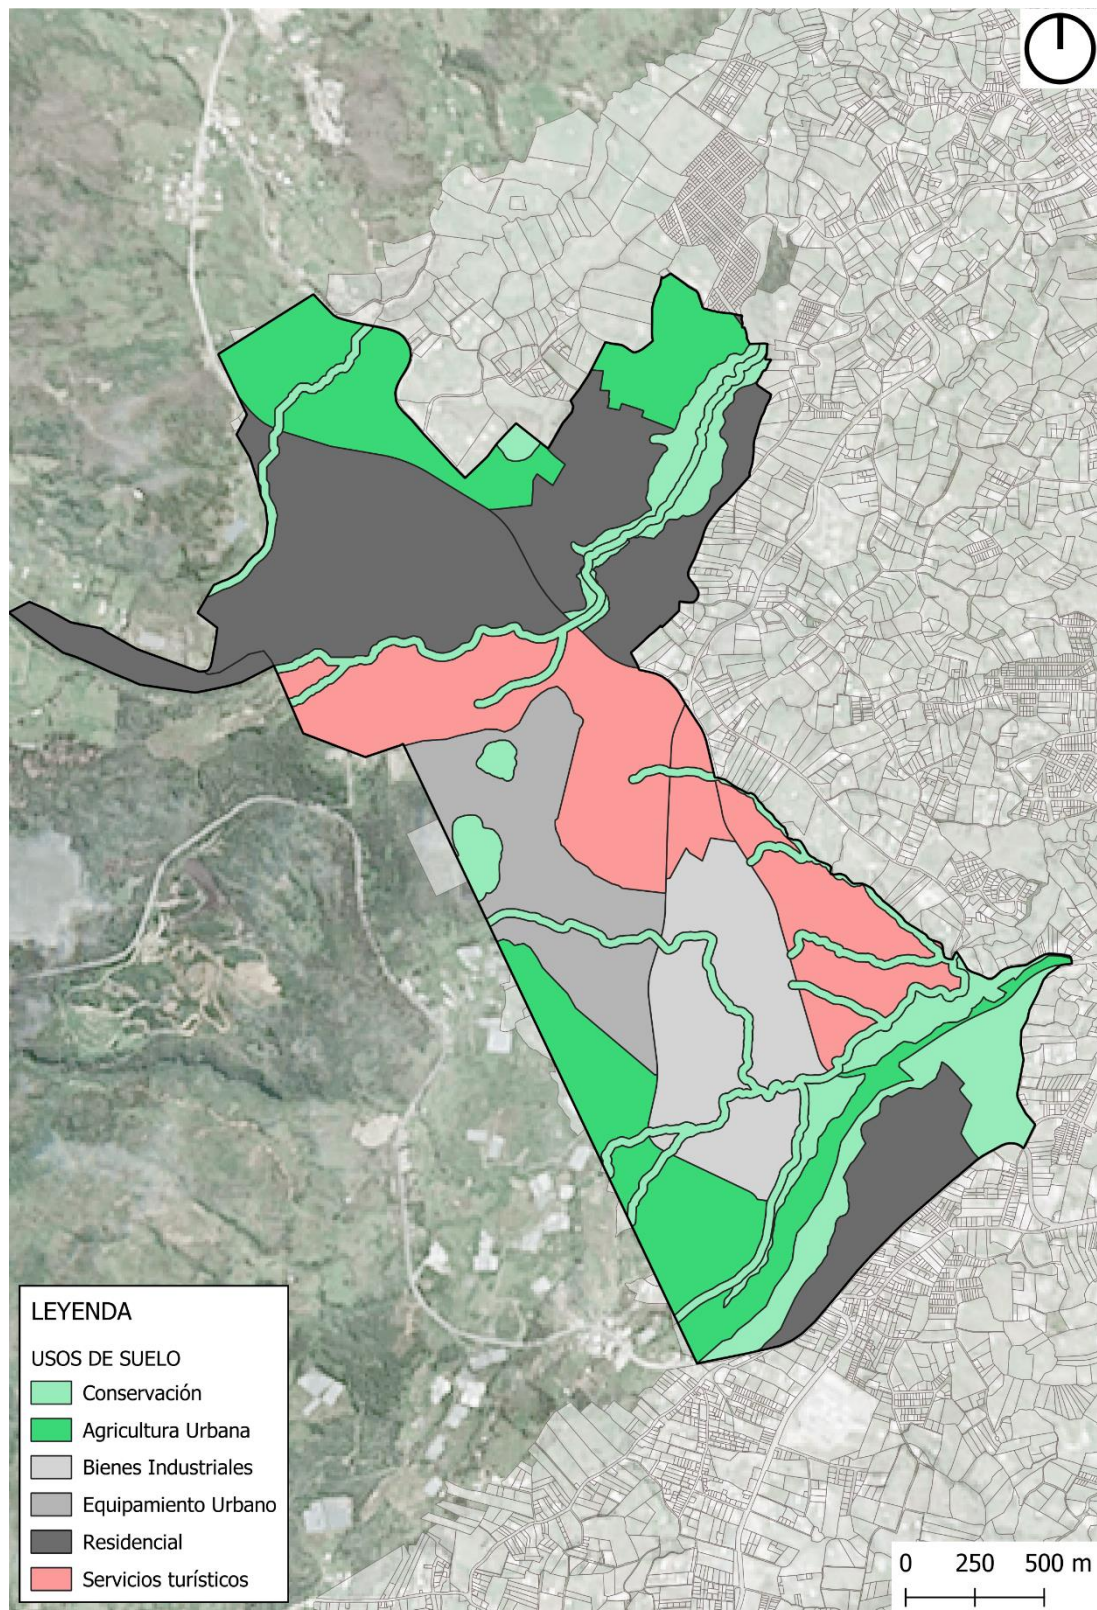 LEYENDA
USOS DE SUELO
Conservación
Agricultura Urbana
Bienes Industriales
Equipamiento Urbano
Residencial
Servicios turísticos
0 250 500 m